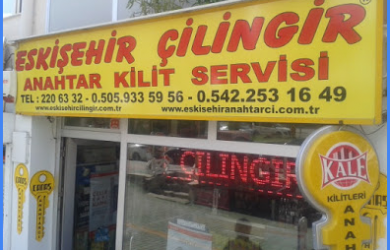 ESKİŞEHİR ÇİLİNGİR
ANAHTAR KİLİT SERVİSİ
TEL : 220 63 32 - 0.505.933 59 56 - 0.542.253 16 49
www.eskisehircilingir.com.tr - www.eskisehiranahtarci.com.tr
ÇİLİNGİR
KALE
KİLİTLERİ
ANAH